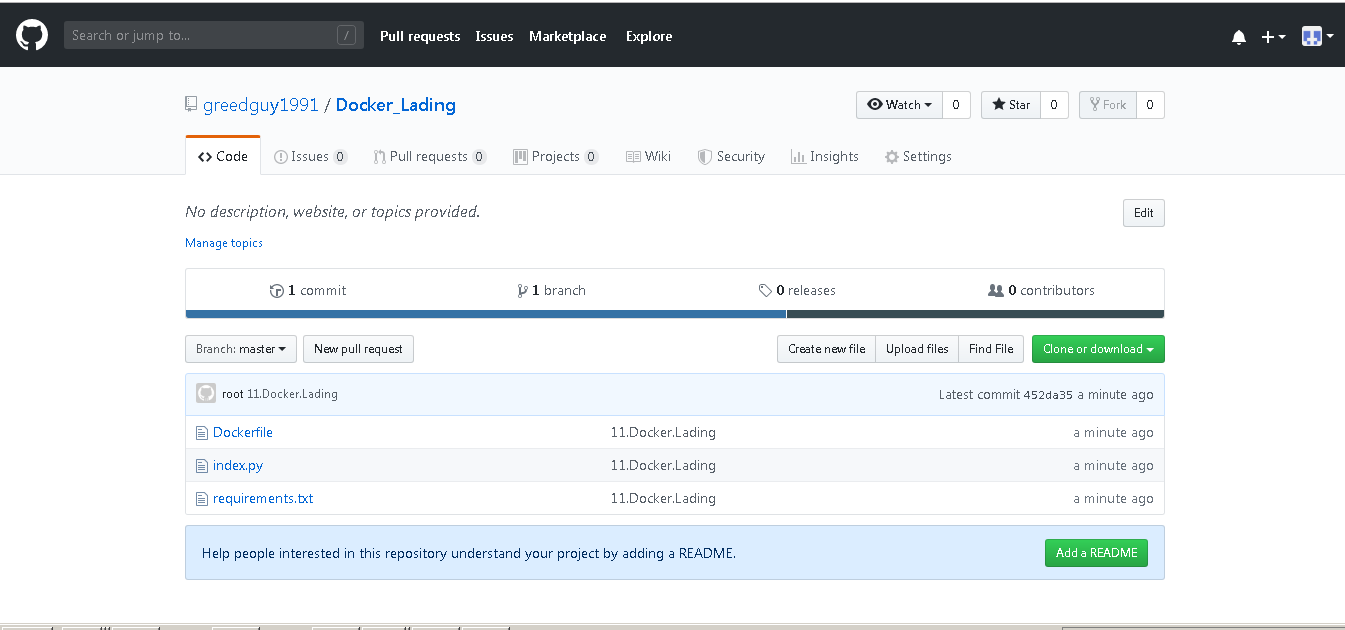 Search or jump to... / Pull requests Issues Marketplace Explore
greedguy1991 / Docker_Lading Watch 0 Star 0 Fork 0
Code Issues 0 Pull requests 0 Projects 0 Wiki Security Insights Settings
No description, website, or topics provided. Edit
Manage topics
1 commit 1 branch 0 releases 0 contributors
Branch: master New pull request Create new file Upload files Find File Clone or download
root 11.Docker.Lading Latest commit 452da35 a minute ago
Dockerfile 11.Docker.Lading a minute ago
index.py 11.Docker.Lading a minute ago
requirements.txt 11.Docker.Lading a minute ago
Help people interested in this repository understand your project by adding a README. Add a README